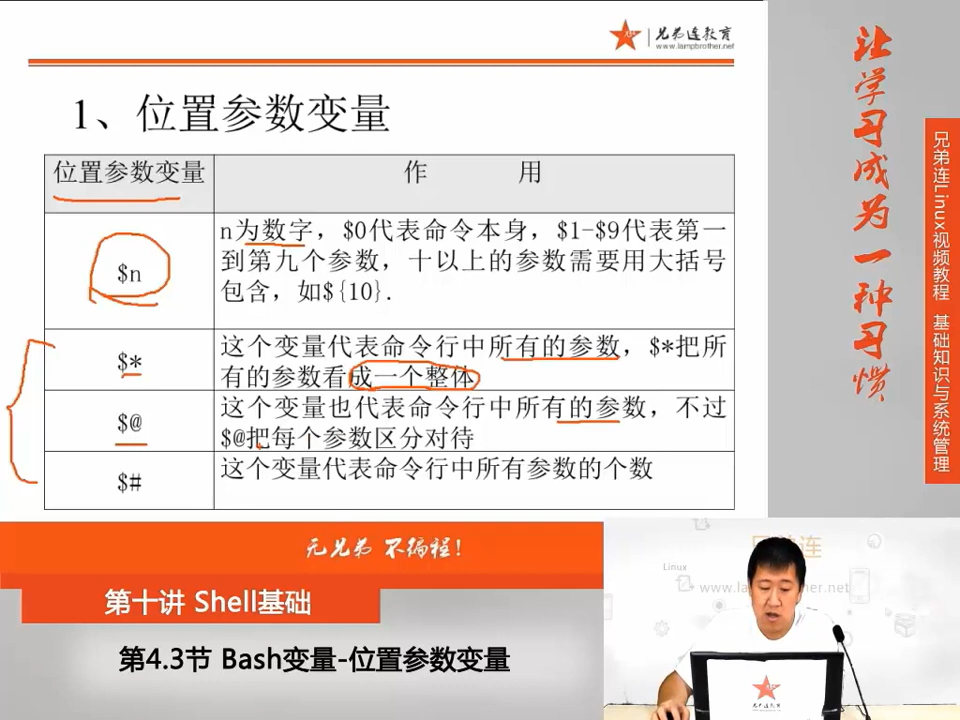 兄弟连教育
www.lampbrother.net
1、位置参数变量
位置参数变量
作 用
$n
n为数字，$0代表命令本身，$1-$9代表第一
到第九个参数，十以上的参数需要用大括号
包含，如${10}.
$*
这个变量代表命令行中所有的参数，$*把所
有的参数看成一个整体
$@
这个变量也代表命令行中所有的参数，不过
$@把每个参数区分对待
$#
这个变量代表命令行中所有参数的个数
让学习成为一种习惯
兄弟连Linux视频教程 基础知识与系统管理
无兄弟 不编程！
第十讲 Shell基础
第4.3节 Bash变量-位置参数变量
Linux
兄弟连教育